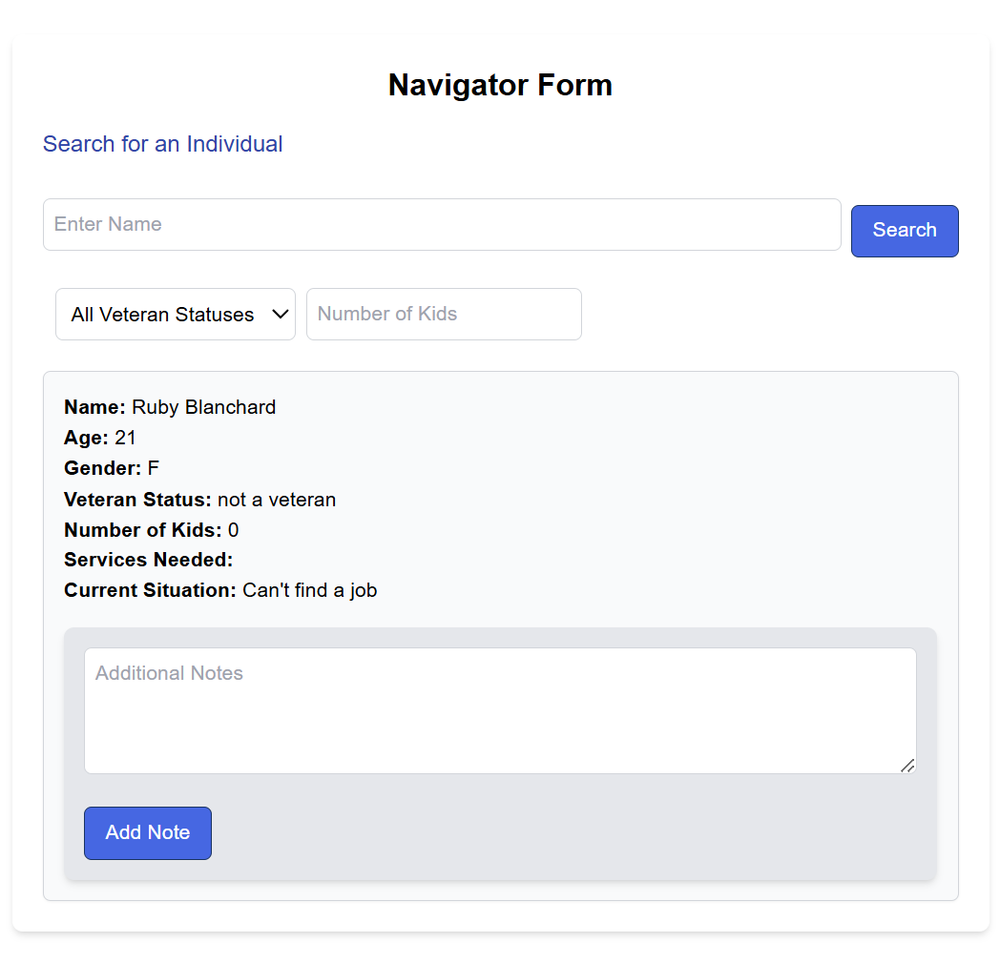 Navigator Form
Search for an Individual
Enter Name
Search
All Veteran Statuses
Number of Kids
Name: Ruby Blanchard
Age: 21
Gender: F
Veteran Status: not a veteran
Number of Kids: 0
Services Needed:
Current Situation: Can't find a job
Additional Notes
Add Note